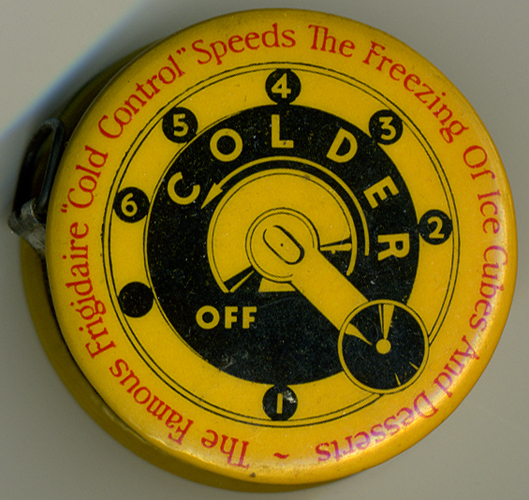 The Famous Frigidaire "Cold Control" Speeds The Freezing Of Ice Cubes And Desserts ~
COLDER
1
2
3
4
5
6
OFF